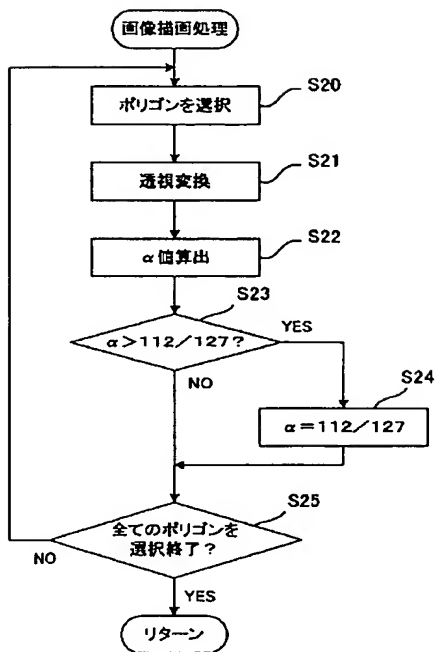 画像描画処理
ポリゴンを選択
S20
透視変換
S21
α値算出
S22
α>112/127?
S23
YES
NO
α=112/127
S24
全てのポリゴンを
選択終了?
S25
NO
YES
リターン